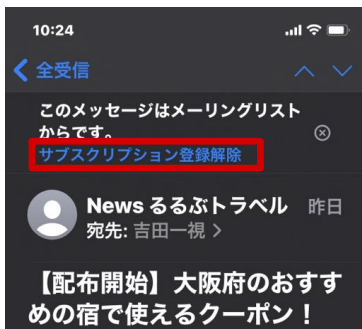 10:24
全受信
このメッセージはメーリングリスト
からです。
サブスクリプション登録解除
News るるぶトラベル 昨日
宛先: 吉田一視
【配布開始】大阪府のおすす
めの宿で使えるクーポン！